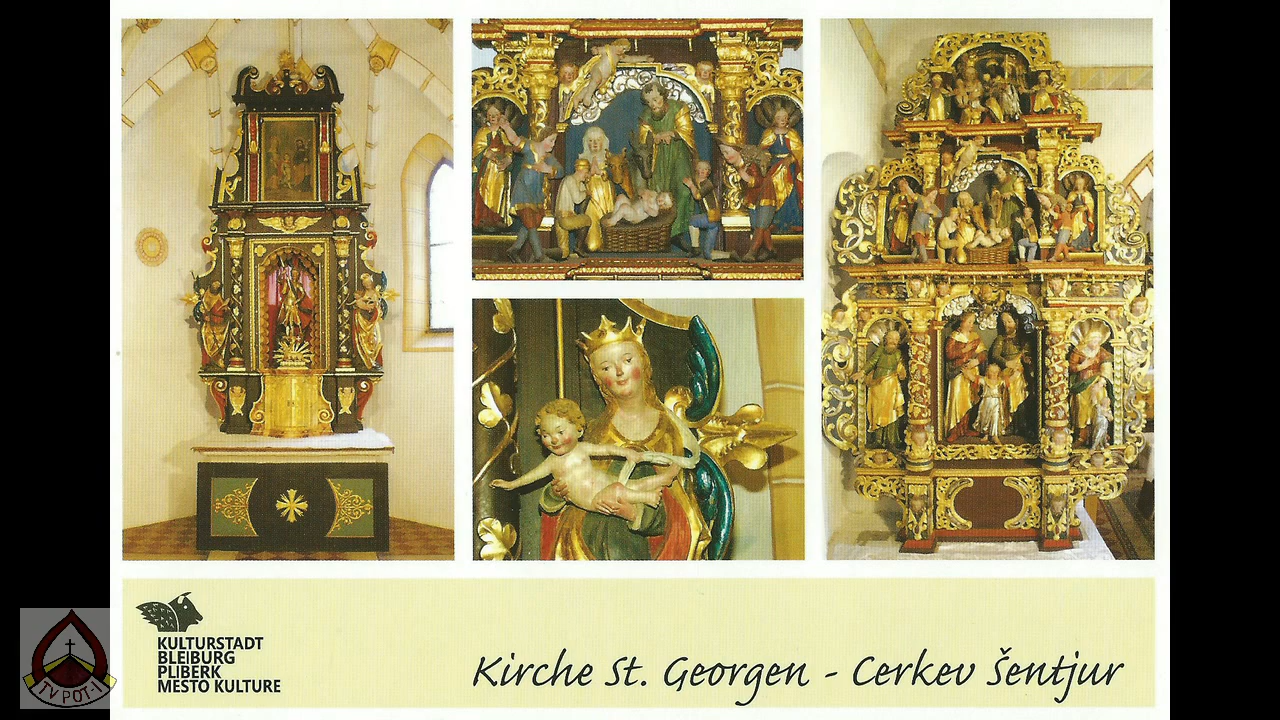 KULTURSTADT
BLEIBURG
PLIBERK
MESTO KULTURE
Kirche St. Georgen - Cerkev Šentjur
TV POT-1